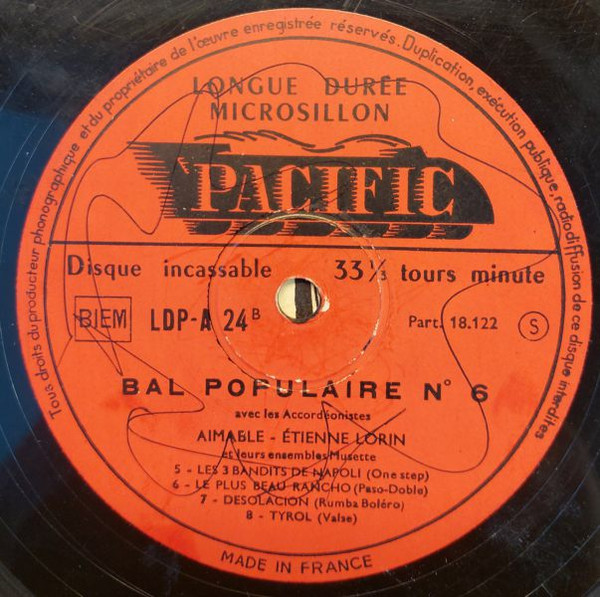 Tous droits du producteur phonographique et du propriétaire de l'œuvre enregistrée réservés. Duplication, exécution publique, radiodiffusion de ce disque interdites
LONGUE DURÉE
MICROSILLON
PACIFIC
Disque incassable 33⅓ tours minute
BIEM LDP-A 24ᴮ Part. 18.122 S
BAL POPULAIRE N° 6
avec les Accordéonistes
AIMABLE - ÉTIENNE LORIN
et leurs ensembles Musette
5 - LES 3 BANDITS DE NAPOLI (One step)
6 - LE PLUS BEAU RANCHO (Paso-Doble)
7 - DESOLACION (Rumba Boléro)
8 - TYROL (Valse)
MADE IN FRANCE